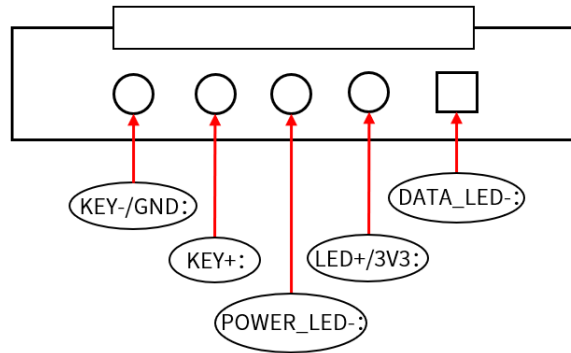 KEY-/GND:
KEY+:
POWER_LED-:
LED+/3V3:
DATA_LED-: